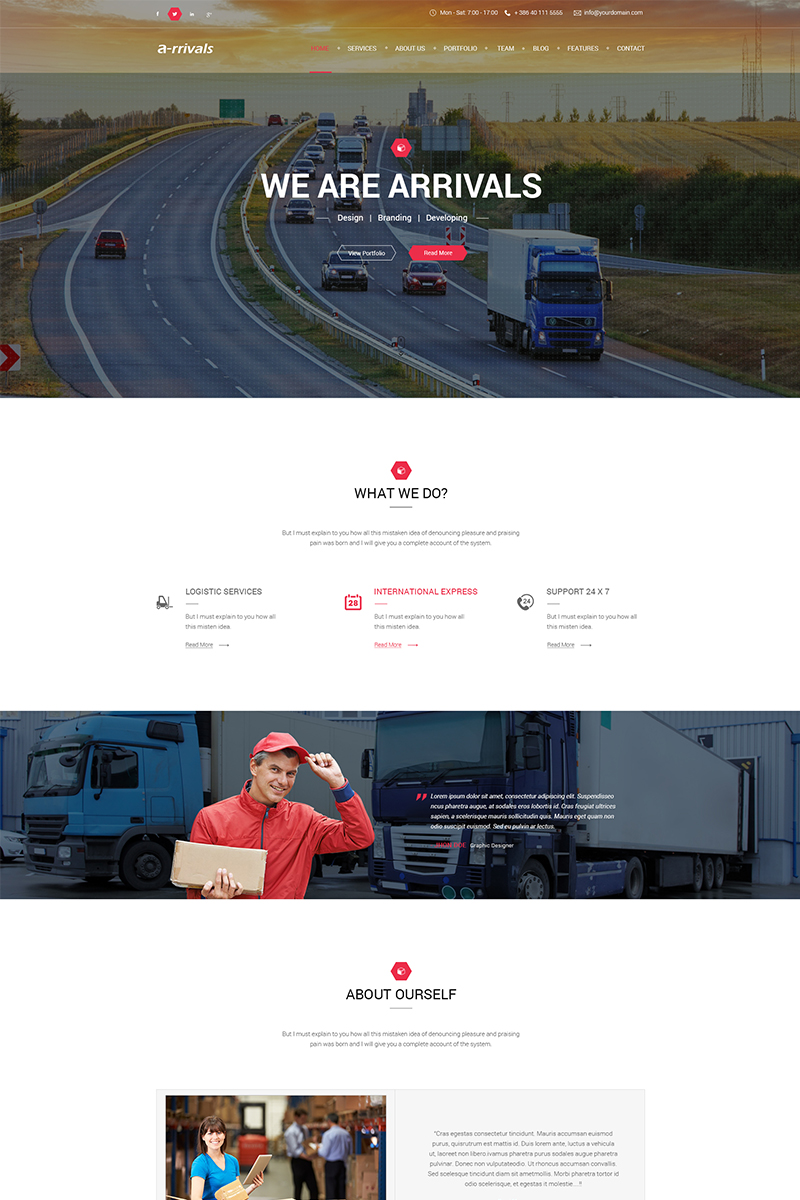 f in g+ Mon - Sat: 7:00 - 17:00 + 386 40 111 5555 info@yourdomain.com
a-rrivals HOME SERVICES ABOUT US PORTFOLIO TEAM BLOG FEATURES CONTACT
WE ARE ARRIVALS
Design | Branding | Developing
View Portfolio Read More
WHAT WE DO?
But I must explain to you how all this mistaken idea of denouncing pleasure and praising
pain was born and I will give you a complete account of the system.
LOGISTIC SERVICES
But I must explain to you how all
this misten idea.
Read More
28
INTERNATIONAL EXPRESS
But I must explain to you how all
this misten idea.
Read More
24
SUPPORT 24 X 7
But I must explain to you how all
this misten idea.
Read More
Lorem ipsum dolor sit amet, consectetur adipiscing elit. Suspendisseo
ncus pharetra augue, at sodales eros lobortis id. Cras feugiat ultrices
sapien, a scelerisque mauris sollicitudin quis. Mauris eget quam non
odio suscipit euismod. Sed eu pulvin ar lectus.
JHON DOE Graphic Designer
ABOUT OURSELF
But I must explain to you how all this mistaken idea of denouncing pleasure and praising
pain was born and I will give you a complete account of the system.
"Cras egestas consectetur tincidunt. Mauris accumsan euismod
purus, quisrutrum est mattis id. Duis lorem ante, luctus a vehicula
ut, laoreet non libero.ivamus pharetra purus sodales augue pharetra
pulvinar. Donec non vulputateodio. Ut rhoncus accumsan convallis.
Sed scelesque tincidunt diam sit ametmollis. Morbi pharetra tortor id
odio scelerisque, et egestas it molestie....!!